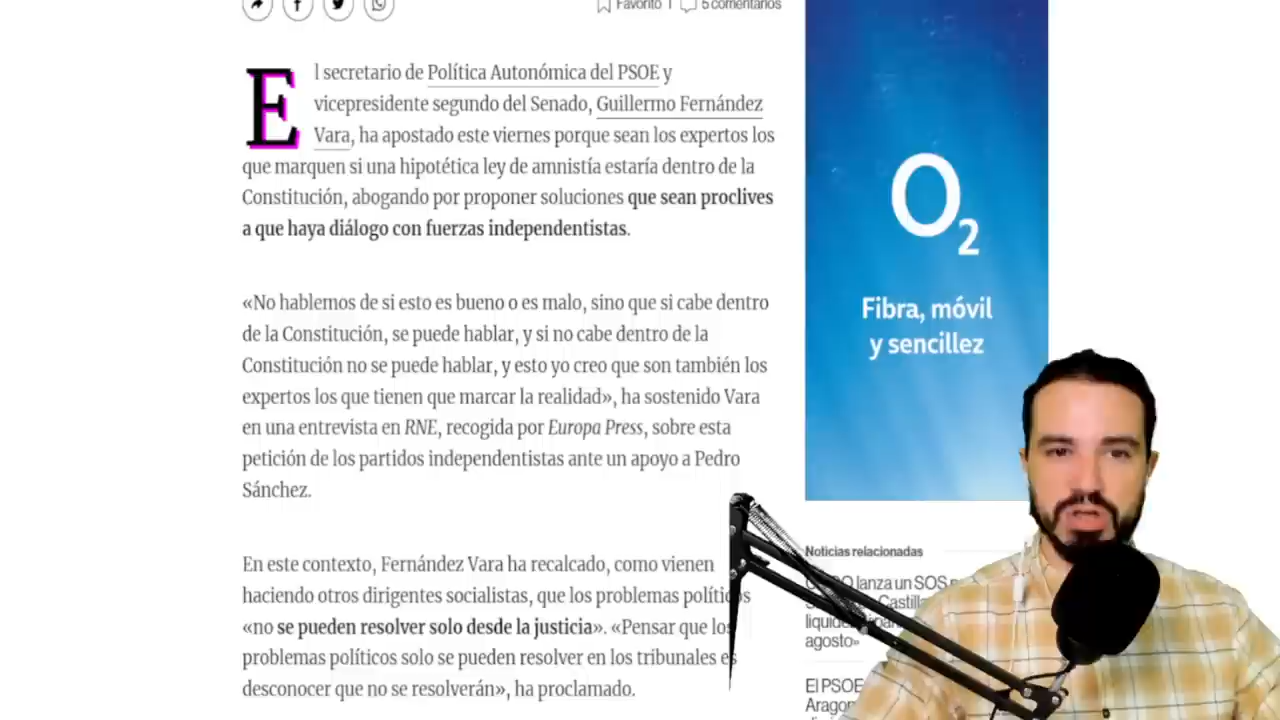 Favorito | 5 comentarios
El secretario de Política Autonómica del PSOE y
vicepresidente segundo del Senado, Guillermo Fernández
Vara, ha apostado este viernes porque sean los expertos los
que marquen si una hipotética ley de amnistía estaría dentro de la
Constitución, abogando por proponer soluciones que sean proclives
a que haya diálogo con fuerzas independentistas.
«No hablemos de si esto es bueno o es malo, sino que si cabe dentro
de la Constitución, se puede hablar, y si no cabe dentro de la
Constitución no se puede hablar, y esto yo creo que son también los
expertos los que tienen que marcar la realidad», ha sostenido Vara
en una entrevista en RNE, recogida por Europa Press, sobre esta
petición de los partidos independentistas ante un apoyo a Pedro
Sánchez.
En este contexto, Fernández Vara ha recalcado, como vienen
haciendo otros dirigentes socialistas, que los problemas políticos
«no se pueden resolver solo desde la justicia». «Pensar que los
problemas políticos solo se pueden resolver en los tribunales es
desconocer que no se resolverán», ha proclamado.
O2
Fibra, móvil
y sencillez
Noticias relacionadas
lanza un SOS
Castilla
agosto»
El PSOE